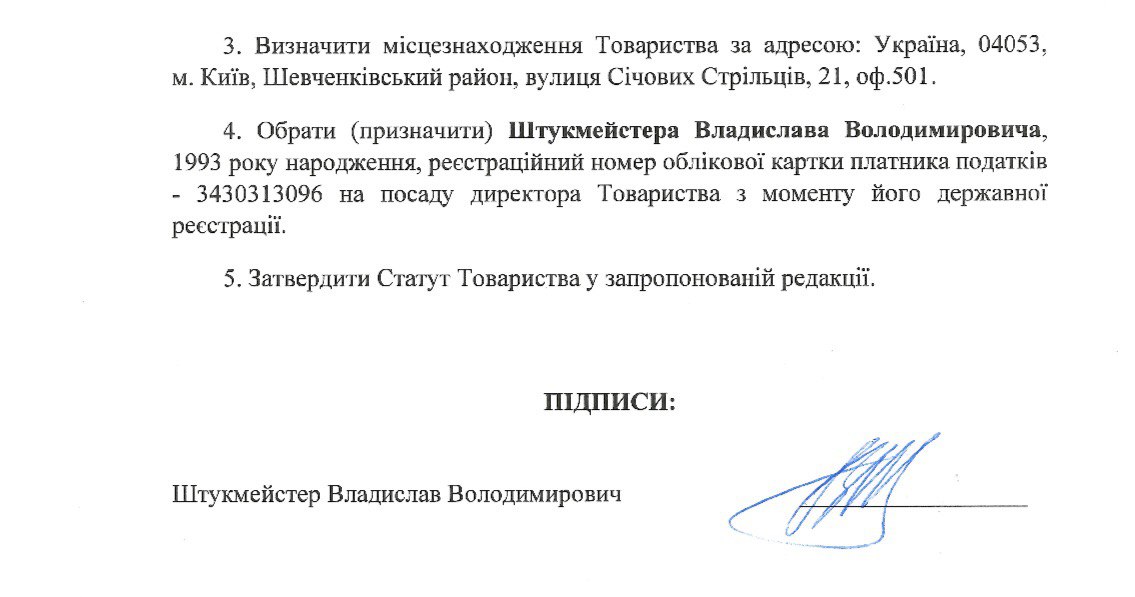 3. Визначити місцезнаходження Товариства за адресою: Україна, 04053,
м. Київ, Шевченківський район, вулиця Січових Стрільців, 21, оф.501.
4. Обрати (призначити) Штукмейстера Владислава Володимировича,
1993 року народження, реєстраційний номер облікової картки платника податків
- 3430313096 на посаду директора Товариства з моменту його державної
реєстрації.
5. Затвердити Статут Товариства у запропонованій редакції.
ПІДПИСИ:
Штукмейстер Владислав Володимирович